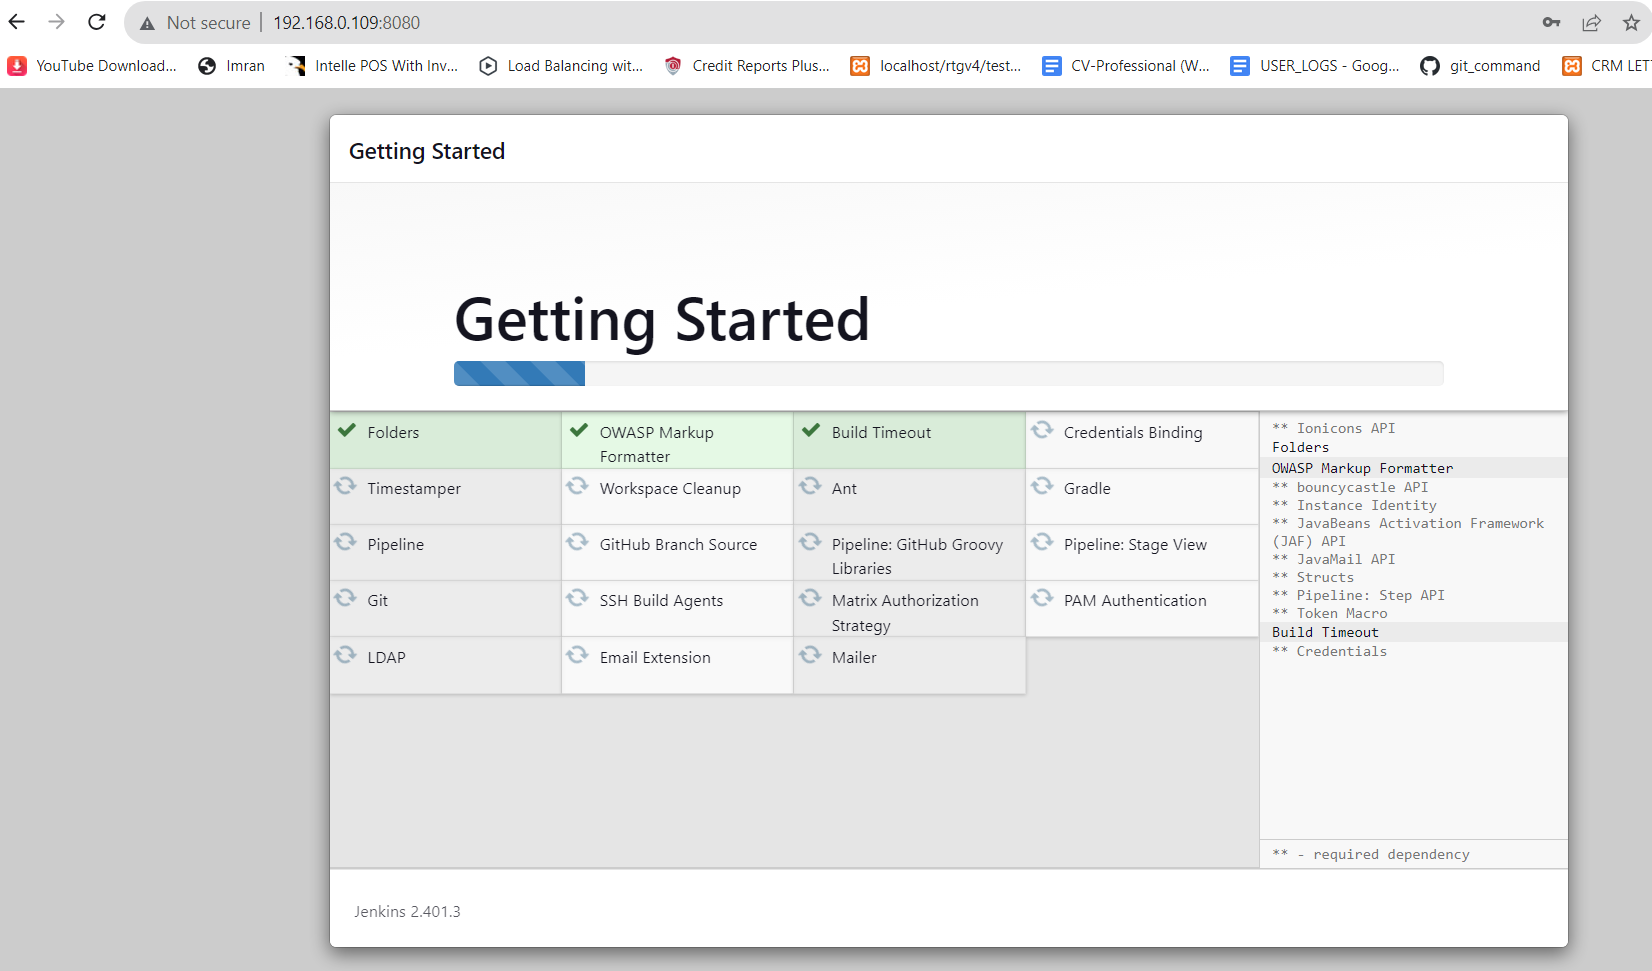 Not secure | 192.168.0.109:8080
YouTube Download... Imran Intelle POS With Inv... Load Balancing wit... Credit Reports Plus... localhost/rtgv4/test... CV-Professional (W... USER_LOGS - Goog... git_command CRM LET
Getting Started
Getting Started
Folders
OWASP Markup
Formatter
Build Timeout
Credentials Binding
Timestamper
Workspace Cleanup
Ant
Gradle
Pipeline
GitHub Branch Source
Pipeline: GitHub Groovy
Libraries
Pipeline: Stage View
Git
SSH Build Agents
Matrix Authorization
Strategy
PAM Authentication
LDAP
Email Extension
Mailer
** Ionicons API
Folders
OWASP Markup Formatter
** bouncycastle API
** Instance Identity
** JavaBeans Activation Framework
(JAF) API
** JavaMail API
** Structs
** Pipeline: Step API
** Token Macro
Build Timeout
** Credentials
** - required dependency
Jenkins 2.401.3